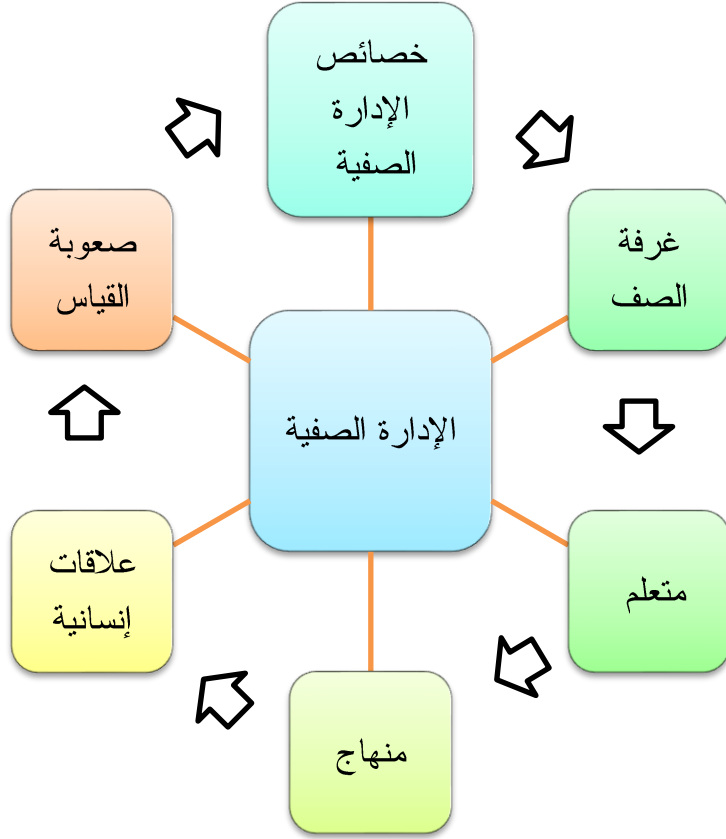 خصائص
الإدارة
الصفية
غرفة
الصف
متعلم
منهاج
علاقات
إنسانية
صعوبة
القياس
الإدارة الصفية